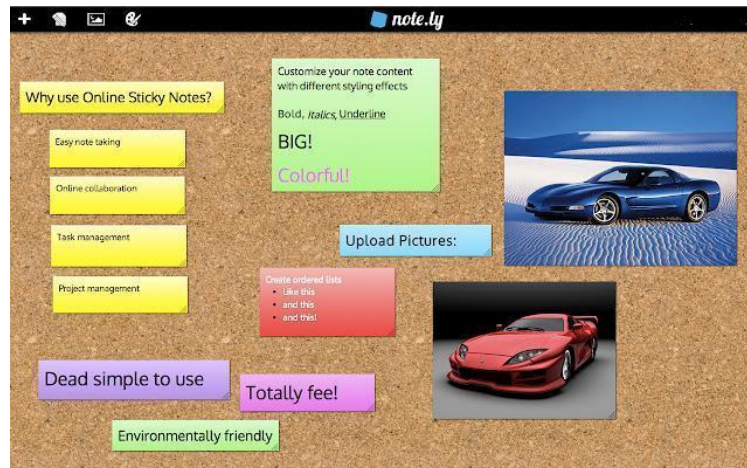 note.ly
Why use Online Sticky Notes?
Easy note taking
Online collaboration
Task management
Project management
Customize your note content
with different styling effects
Bold, Italics, Underline
BIG!
Colorful!
Upload Pictures:
Create ordered lists
• Like this
• and this
• and this!
Dead simple to use
Totally fee!
Environmentally friendly